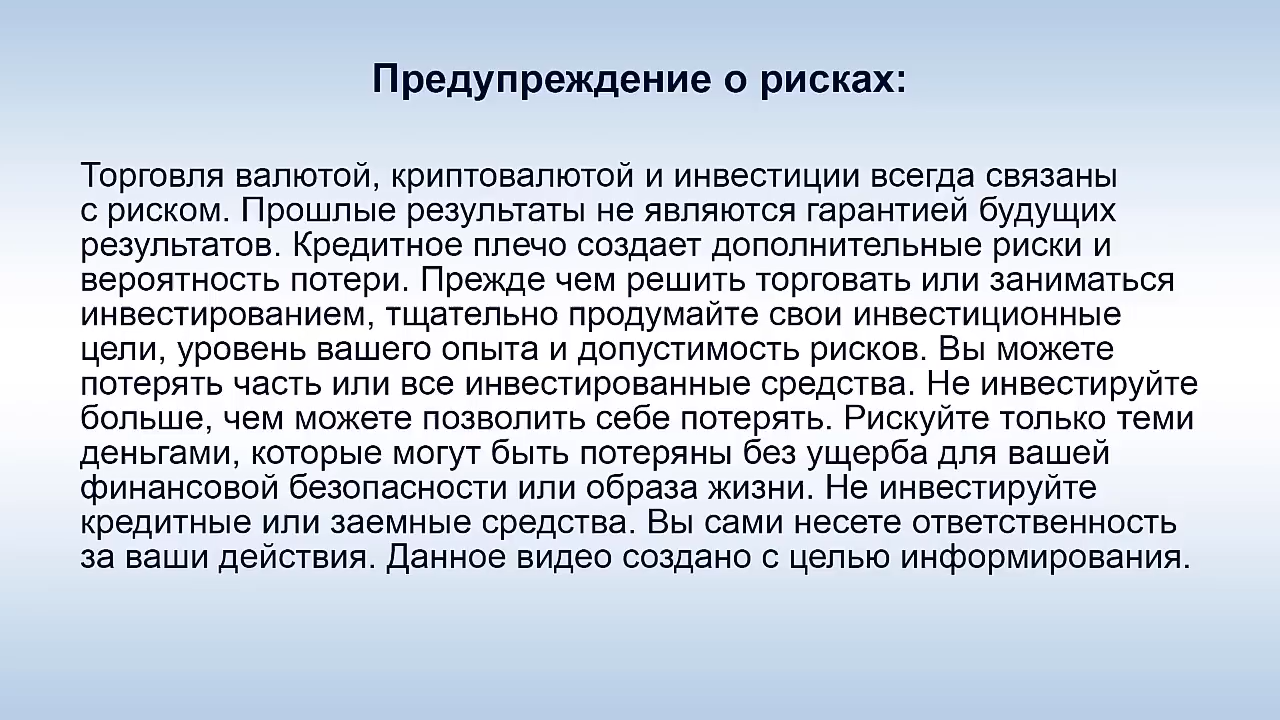 Предупреждение о рисках:
Торговля валютой, криптовалютой и инвестиции всегда связаны
с риском. Прошлые результаты не являются гарантией будущих
результатов. Кредитное плечо создает дополнительные риски и
вероятность потери. Прежде чем решить торговать или заниматься
инвестированием, тщательно продумайте свои инвестиционные
цели, уровень вашего опыта и допустимость рисков. Вы можете
потерять часть или все инвестированные средства. Не инвестируйте
больше, чем можете позволить себе потерять. Рискуйте только теми
деньгами, которые могут быть потеряны без ущерба для вашей
финансовой безопасности или образа жизни. Не инвестируйте
кредитные или заемные средства. Вы сами несете ответственность
за ваши действия. Данное видео создано с целью информирования.